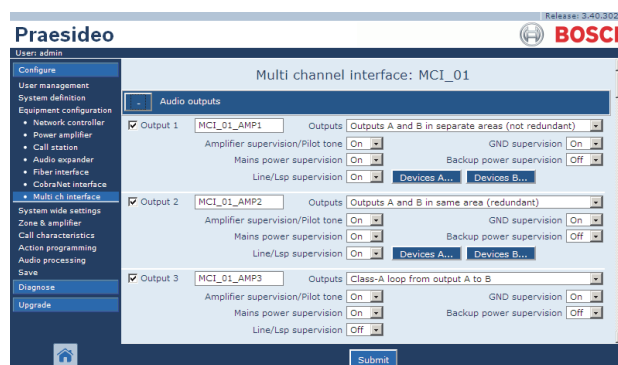 Release: 3.40.302
Praesideo
BOSCH
User: admin
Configure
User management
System definition
Equipment configuration
• Network controller
• Power amplifier
• Call station
• Audio expander
• Fiber interface
• CobraNet interface
• Multi ch interface
System wide settings
Zone & amplifier
Call characteristics
Action programming
Audio processing
Save
Diagnose
Upgrade
Multi channel interface: MCI_01
- Audio outputs
Output 1 MCI_01_AMP1 Outputs Outputs A and B in separate areas (not redundant)
Amplifier supervision/Pilot tone On GND supervision On
Mains power supervision On Backup power supervision Off
Line/Lsp supervision On Devices A... Devices B...
Output 2 MCI_01_AMP2 Outputs Outputs A and B in same area (redundant)
Amplifier supervision/Pilot tone On GND supervision On
Mains power supervision On Backup power supervision Off
Line/Lsp supervision On Devices A... Devices B...
Output 3 MCI_01_AMP3 Outputs Class-A loop from output A to B
Amplifier supervision/Pilot tone On GND supervision On
Mains power supervision On Backup power supervision Off
Line/Lsp supervision Off
Submit